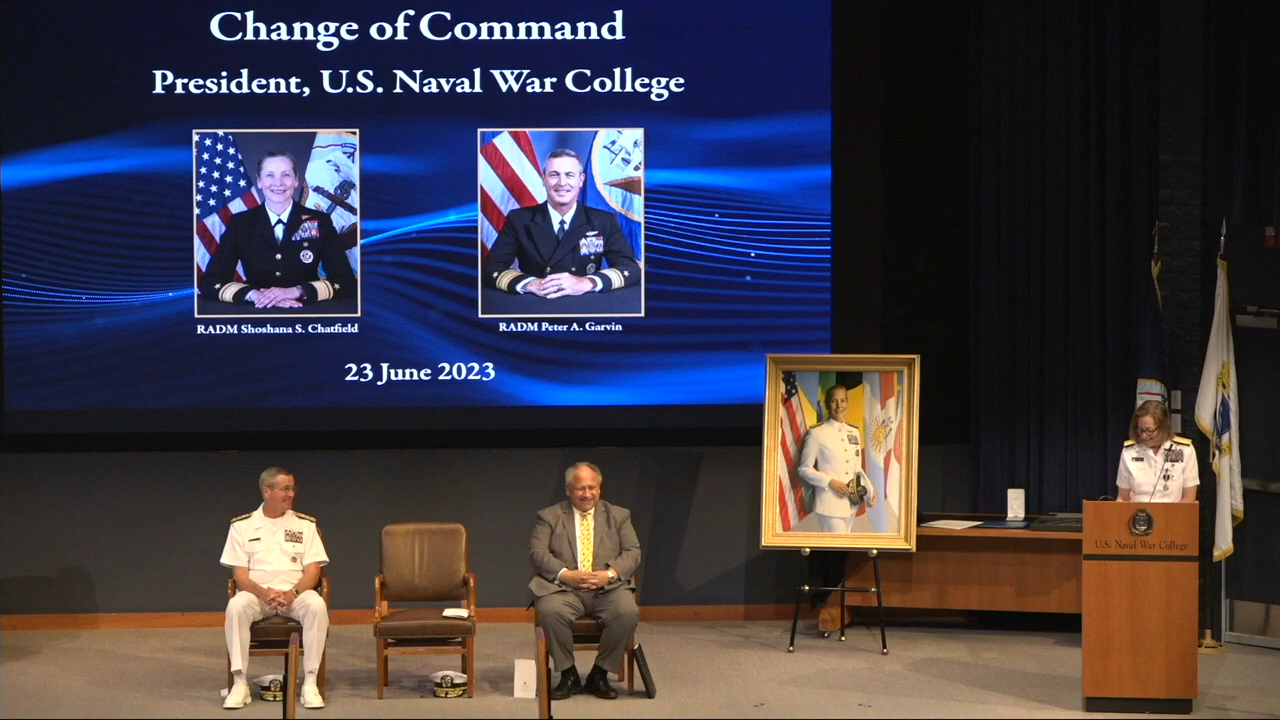 Change of Command
President, U.S. Naval War College
RADM Shoshana S. Chatfield
RADM Peter A. Garvin
23 June 2023
U.S. Naval War College